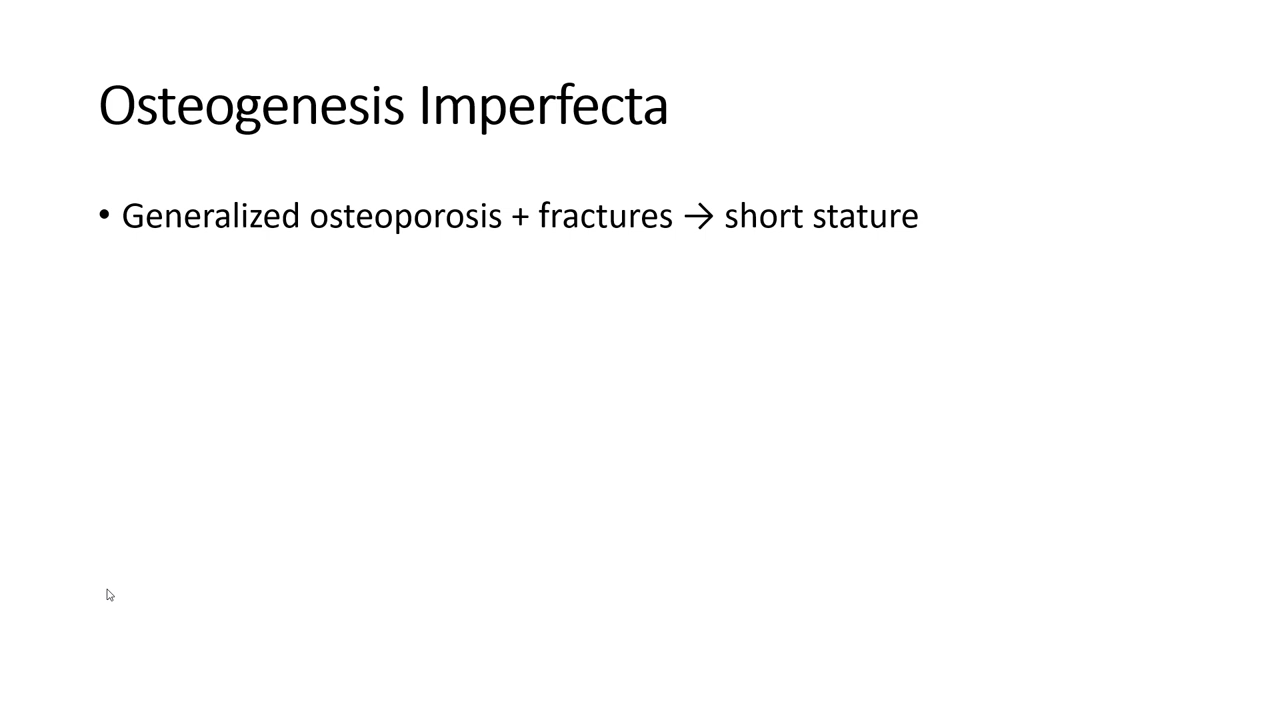 Osteogenesis Imperfecta
• Generalized osteoporosis + fractures → short stature